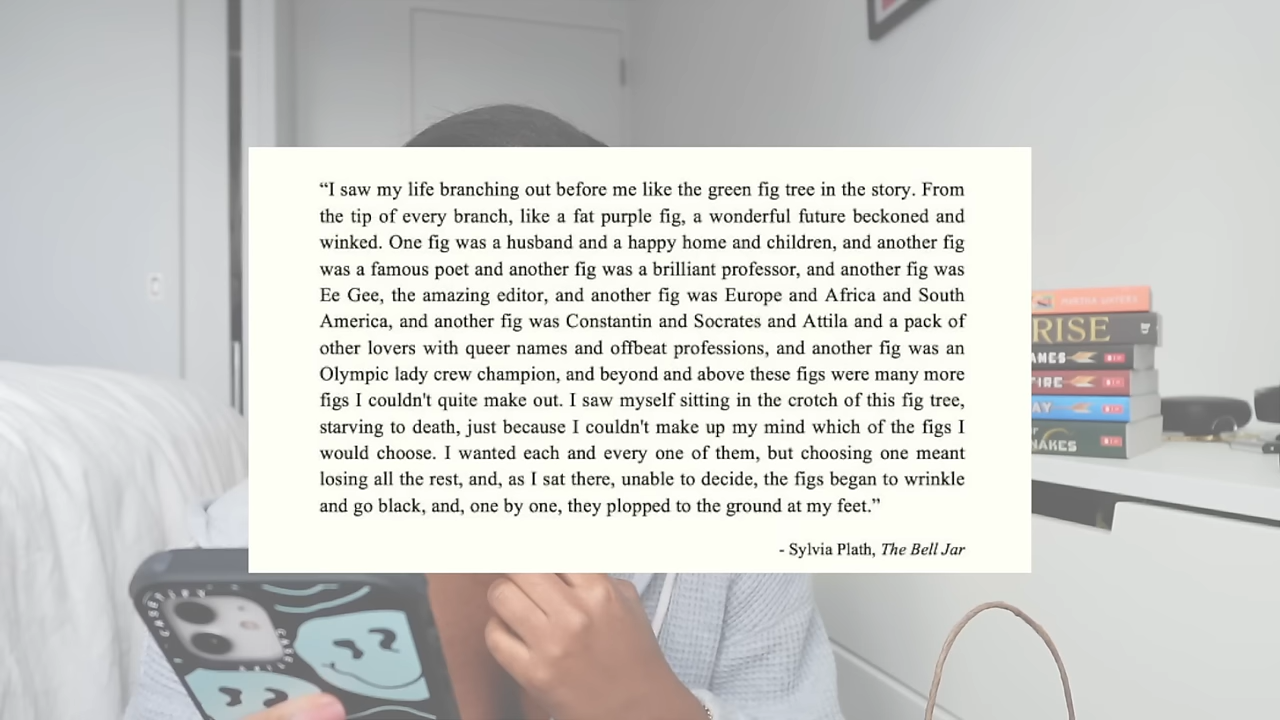 “I saw my life branching out before me like the green fig tree in the story. From
the tip of every branch, like a fat purple fig, a wonderful future beckoned and
winked. One fig was a husband and a happy home and children, and another fig
was a famous poet and another fig was a brilliant professor, and another fig was
Ee Gee, the amazing editor, and another fig was Europe and Africa and South
America, and another fig was Constantin and Socrates and Attila and a pack of
other lovers with queer names and offbeat professions, and another fig was an
Olympic lady crew champion, and beyond and above these figs were many more
figs I couldn't quite make out. I saw myself sitting in the crotch of this fig tree,
starving to death, just because I couldn't make up my mind which of the figs I
would choose. I wanted each and every one of them, but choosing one meant
losing all the rest, and, as I sat there, unable to decide, the figs began to wrinkle
and go black, and, one by one, they plopped to the ground at my feet.”
- Sylvia Plath, The Bell Jar
RISE
AMES
FIRE
AY
NAKES